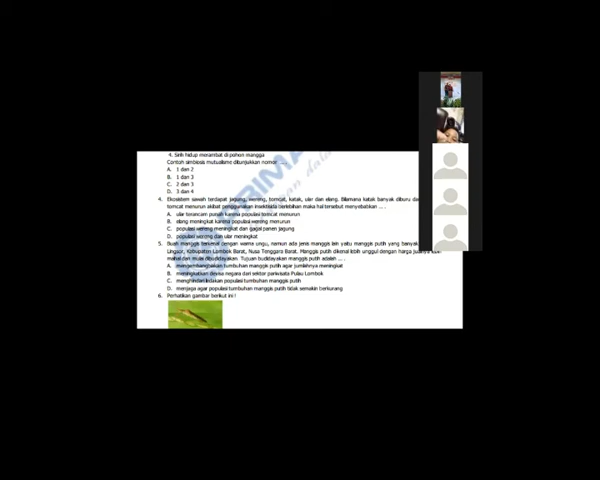 4. Sirih hidup merambat di pohon mangga
Contoh simbiosis mutualisme ditunjukkan nomor ....
A. 1 dan 2
B. 1 dan 3
C. 2 dan 3
D. 3 dan 4
4. Ekosistem sawah terdapat jagung, wereng, tomcat, katak, ular dan elang. Bilamana katak banyak diburu da
tomcat menurun akibat penggunaan insektisida berlebihan maka hal tersebut menyebabkan ... .
A. ular terancam punah karena populasi tomcat menurun
B. elang meningkat karena populasi wereng menurun
C. populasi wereng meningkat dan gagal panen jagung
D. populasi wereng dan ular meningkat
5. Buah manggis terkenal dengan warna ungu, namun ada jenis manggis lain yaitu manggis putih yang banyak
Lingsar, Kabupaten Lombok Barat, Nusa Tenggara Barat. Manggis putih dikenal lebih unggul dengan harga
mahal dan mulai dibudidayakan. Tujuan budidayakan manggis putih adalah ... .
A. mengembangbiakan tumbuhan manggis putih agar jumlahnya meningkat
B. meningkatkan devisa negara dari sektor pariwisata Pulau Lombok
C. menghindari ledakan populasi tumbuhan manggis putih
D. menjaga agar populasi tumbuhan manggis putih tidak semakin berkurang
6. Perhatikan gambar berikut ini !